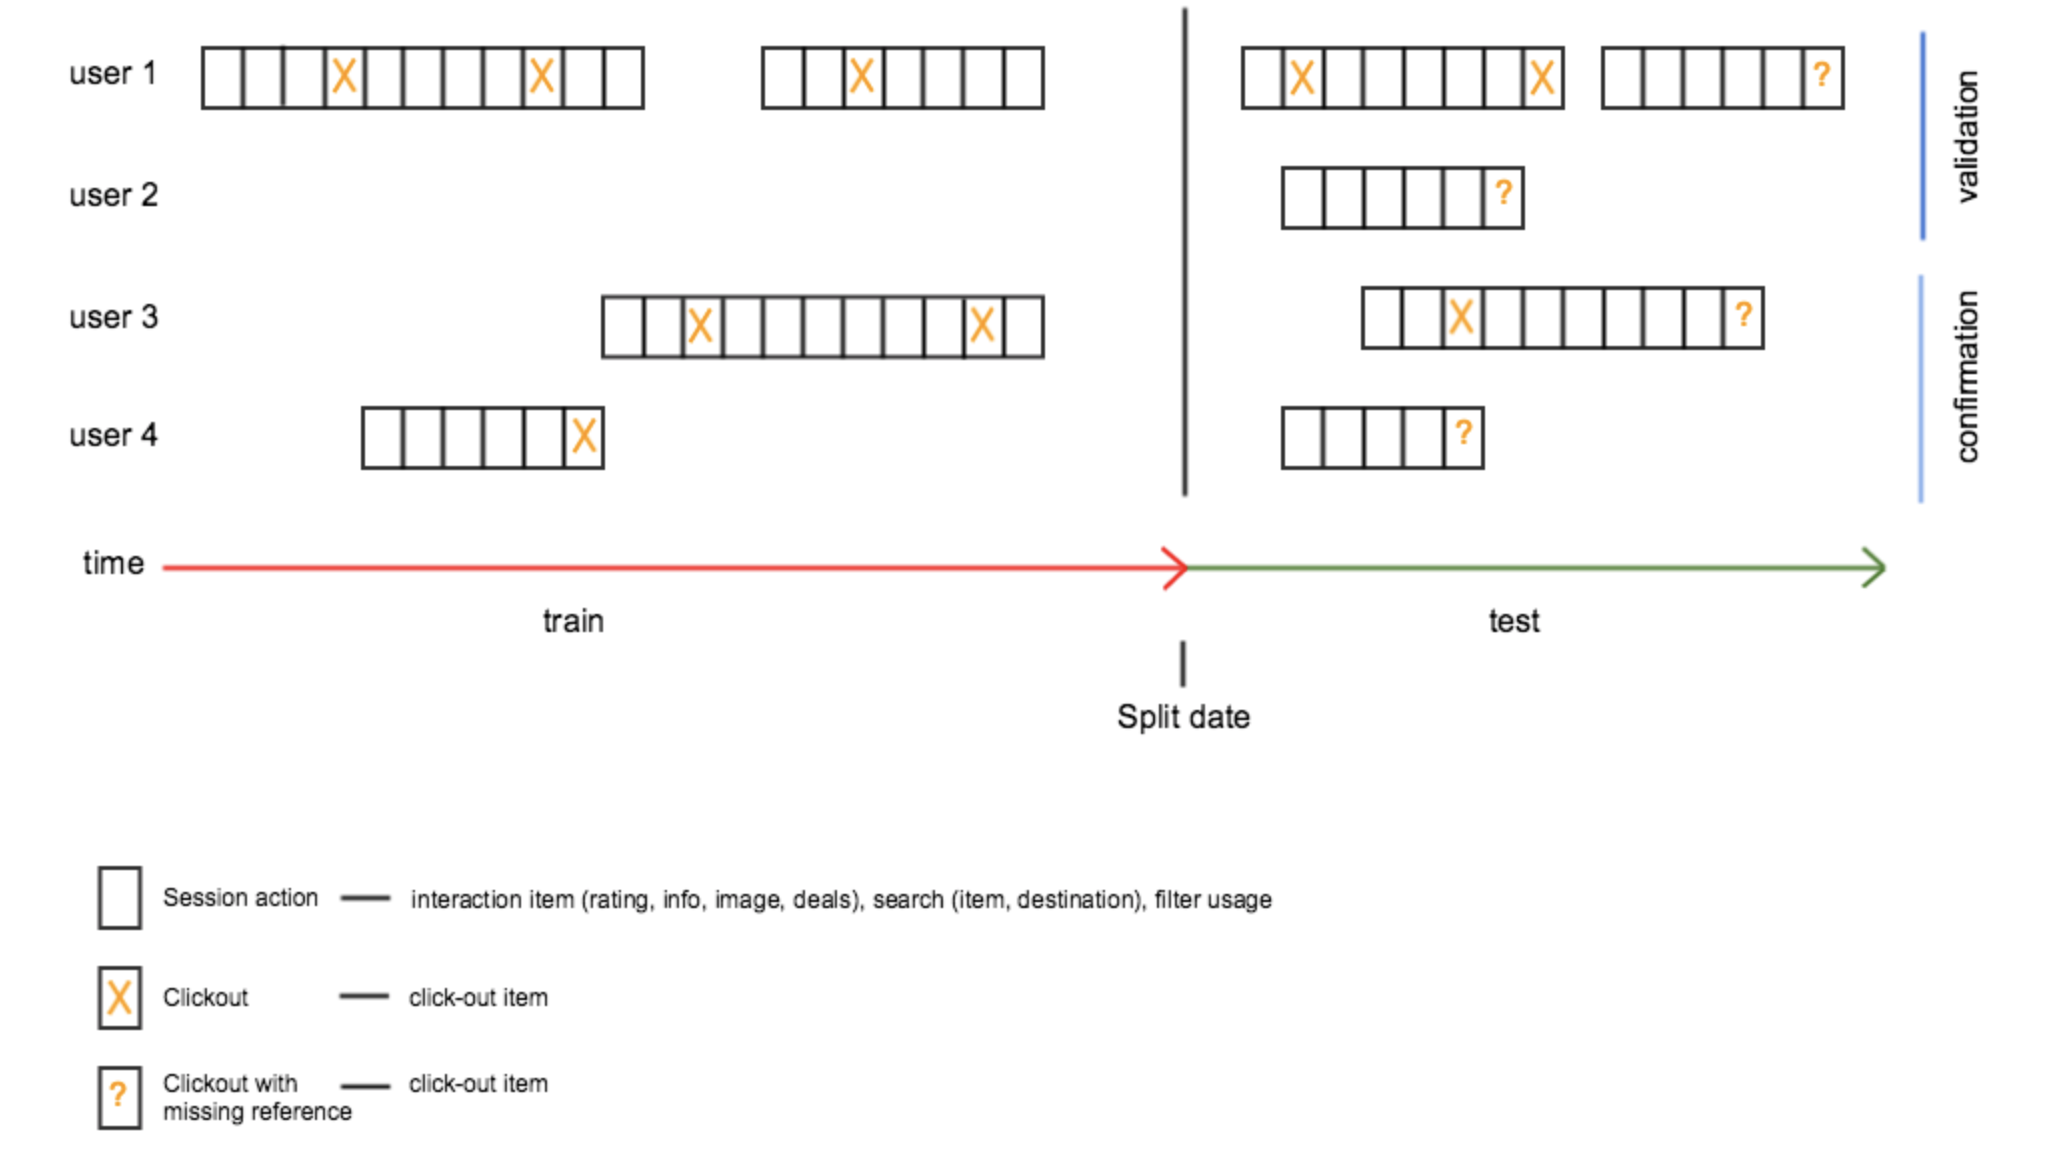 user 1
X
X
X
X
X
?
user 2
?
user 3
X
X
X
?
user 4
X
?
validation
confirmation
time
train
test
Split date
Session action interaction item (rating, info, image, deals), search (item, destination), filter usage
X Clickout click-out item
? Clickout with click-out item
missing reference